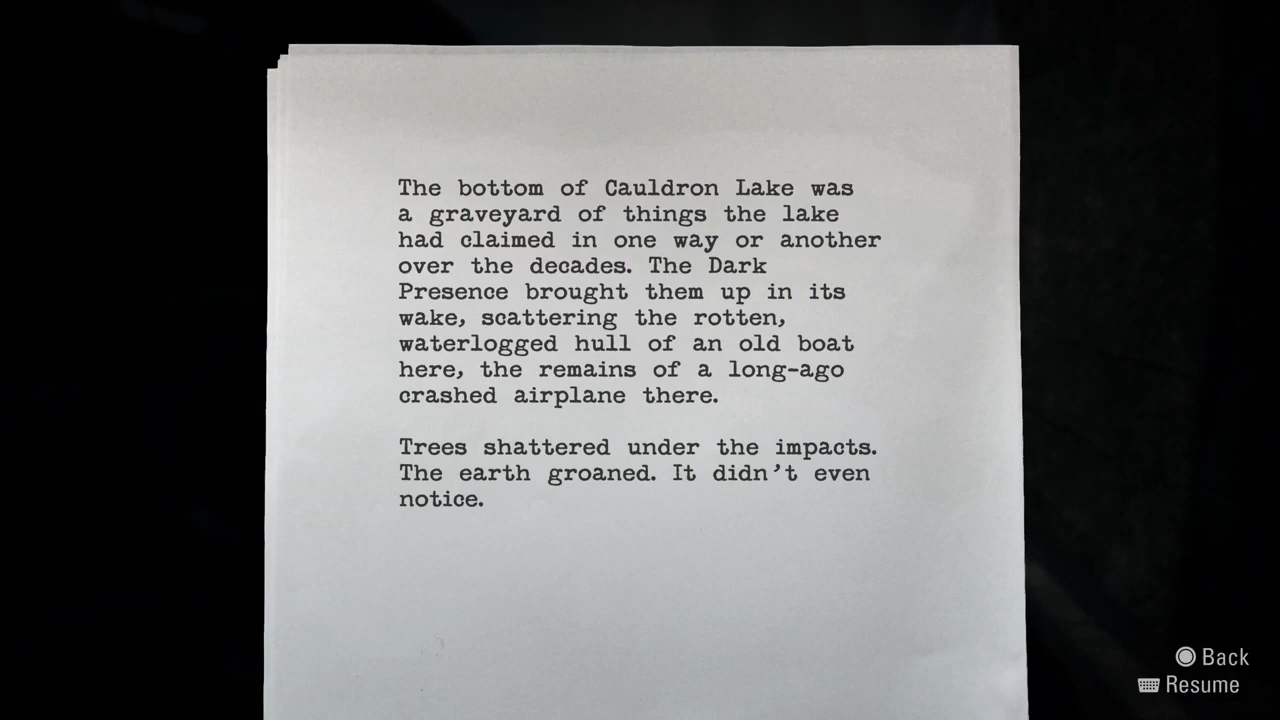 The bottom of Cauldron Lake was
a graveyard of things the lake
had claimed in one way or another
over the decades. The Dark
Presence brought them up in its
wake, scattering the rotten,
waterlogged hull of an old boat
here, the remains of a long-ago
crashed airplane there.
Trees shattered under the impacts.
The earth groaned. It didn't even
notice.
Back
Resume